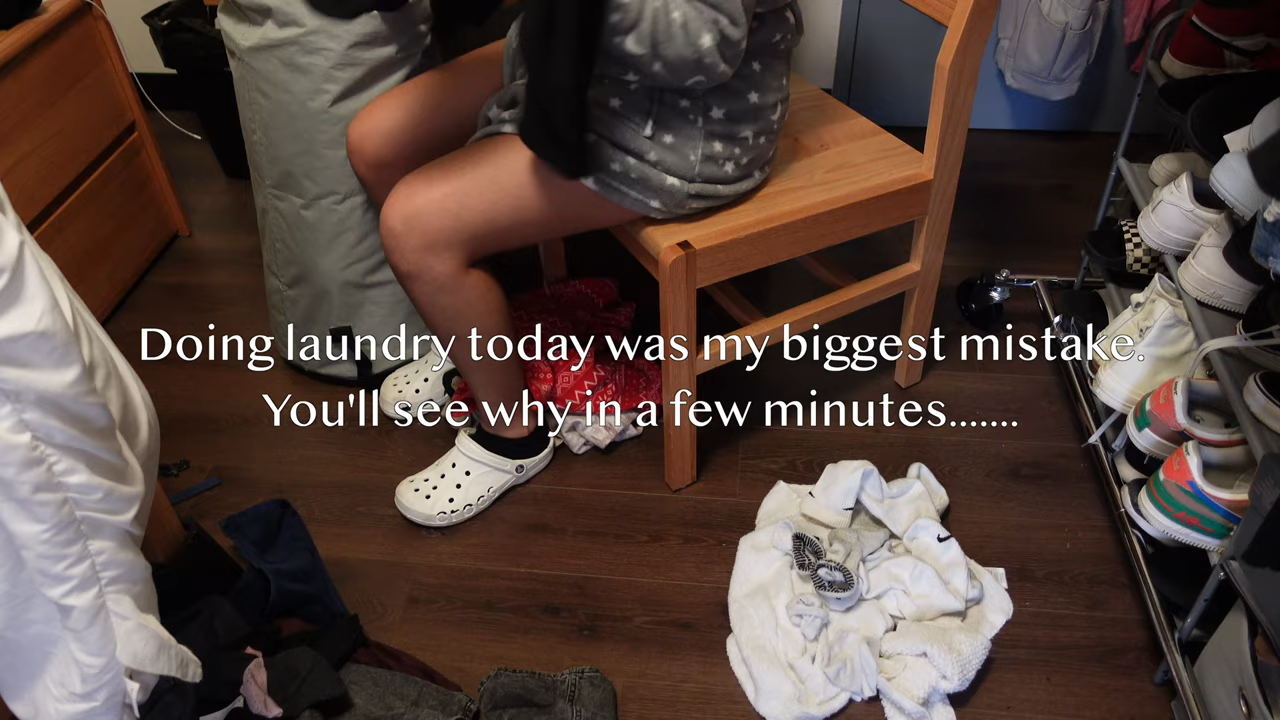 Doing laundry today was my biggest mistake.
You'll see why in a few minutes.......